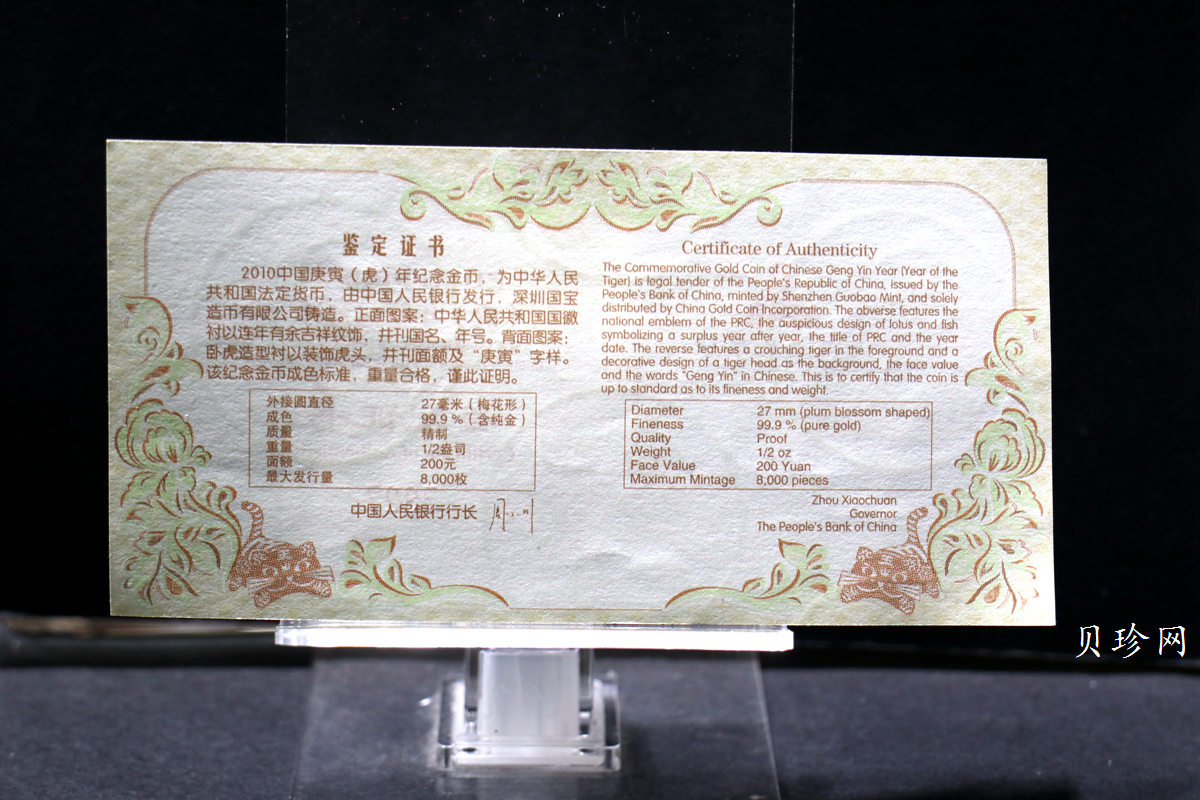 鉴定证书
2010中国庚寅（虎）年纪念金币，为中华人民
共和国法定货币，由中国人民银行发行，深圳国宝
造币有限公司铸造。正面图案：中华人民共和国国徽
衬以连年有余吉祥纹饰，并刊国名、年号。背面图案：
卧虎造型衬以装饰虎头，并刊面额及“庚寅”字样。
该纪念金币成色标准，重量合格，谨此证明。
外接圆直径 27毫米（梅花形）
成色 99.9 %（含纯金）
质量 精制
重量 1/2盎司
面额 200元
最大发行量 8,000枚
中国人民银行行长
Certificate of Authenticity
The Commemorative Gold Coin of Chinese Geng Yin Year (Year of the
Tiger) is legal tender of the People's Republic of China, issued by the
People's Bank of China, minted by Shenzhen Guobao Mint, and solely
distributed by China Gold Coin Incorporation. The obverse features the
national emblem of the PRC, the auspicious design of lotus and fish
symbolizing a surplus year after year, the title of PRC and the year
date. The reverse features a crouching tiger in the foreground and a
decorative design of a tiger head as the background, the face value
and the words "Geng Yin" in Chinese. This is to certify that the coin is
up to standard as to its fineness and weight.
Diameter 27 mm (plum blossom shaped)
Fineness 99.9 % (pure gold)
Quality Proof
Weight 1/2 oz
Face Value 200 Yuan
Maximum Mintage 8,000 pieces
Zhou Xiaochuan
Governor
The People's Bank of China
贝珍网